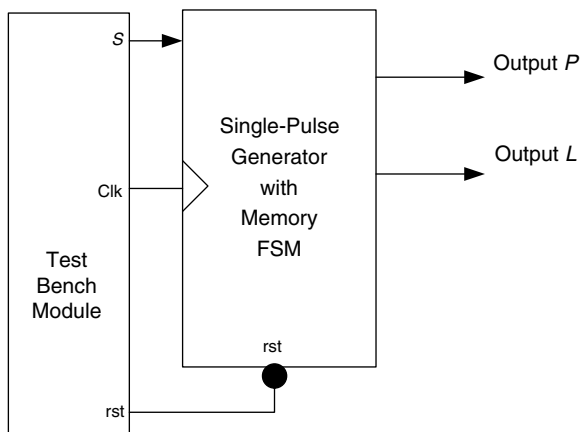 S
Clk
Test
Bench
Module
rst
Single-Pulse
Generator
with
Memory
FSM
rst
Output P
Output L